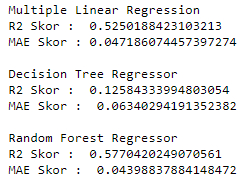 Multiple Linear Regression
R2 Skor :  0.5250188423103213
MAE Skor :  0.047186074457397274
Decision Tree Regressor
R2 Skor :  0.12584333994803054
MAE Skor :  0.06340294191352382
Random Forest Regressor
R2 Skor :  0.5770420249070561
MAE Skor :  0.04398837884148472